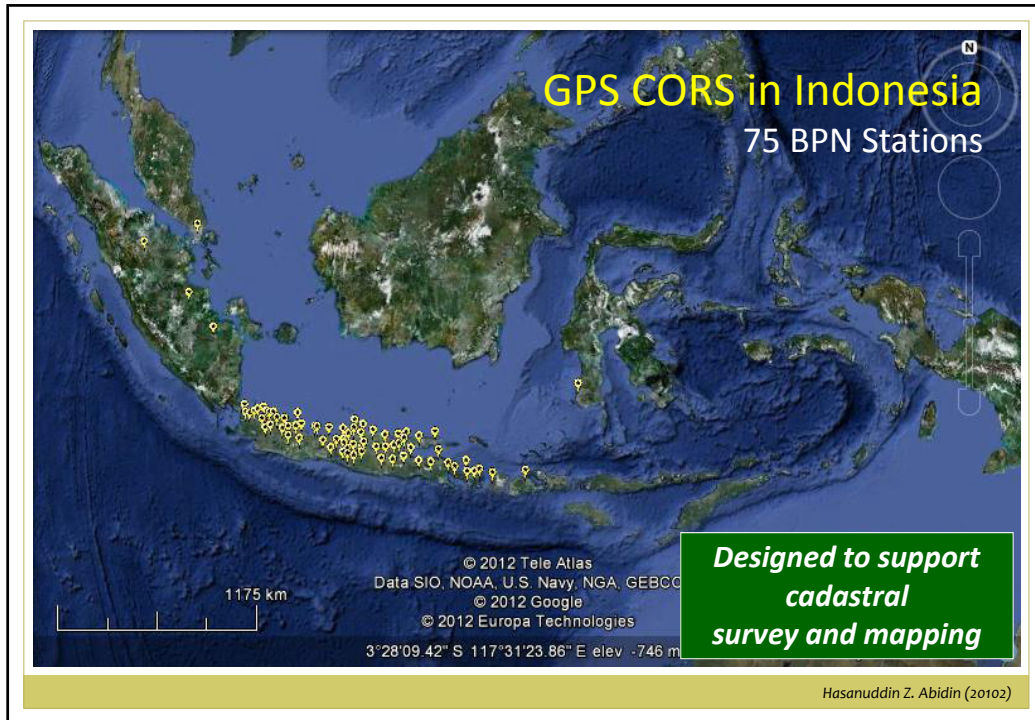 N
GPS CORS in Indonesia
75 BPN Stations
© 2012 Tele Atlas
Data SIO, NOAA, U.S. Navy, NGA, GEBCO
1175 km
© 2012 Google
© 2012 Europa Technologies
3°28'09.42" S 117°31'23.86" E elev -746 m
Designed to support
cadastral
survey and mapping
Hasanuddin Z. Abidin (20102)